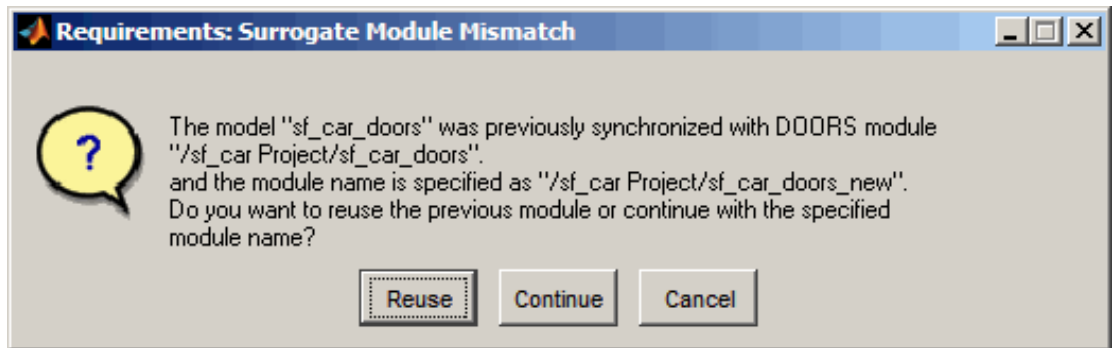 Requirements: Surrogate Module Mismatch
?
The model "sf_car_doors" was previously synchronized with DOORS module
"/sf_car Project/sf_car_doors".
and the module name is specified as "/sf_car Project/sf_car_doors_new".
Do you want to reuse the previous module or continue with the specified
module name?
Reuse Continue Cancel